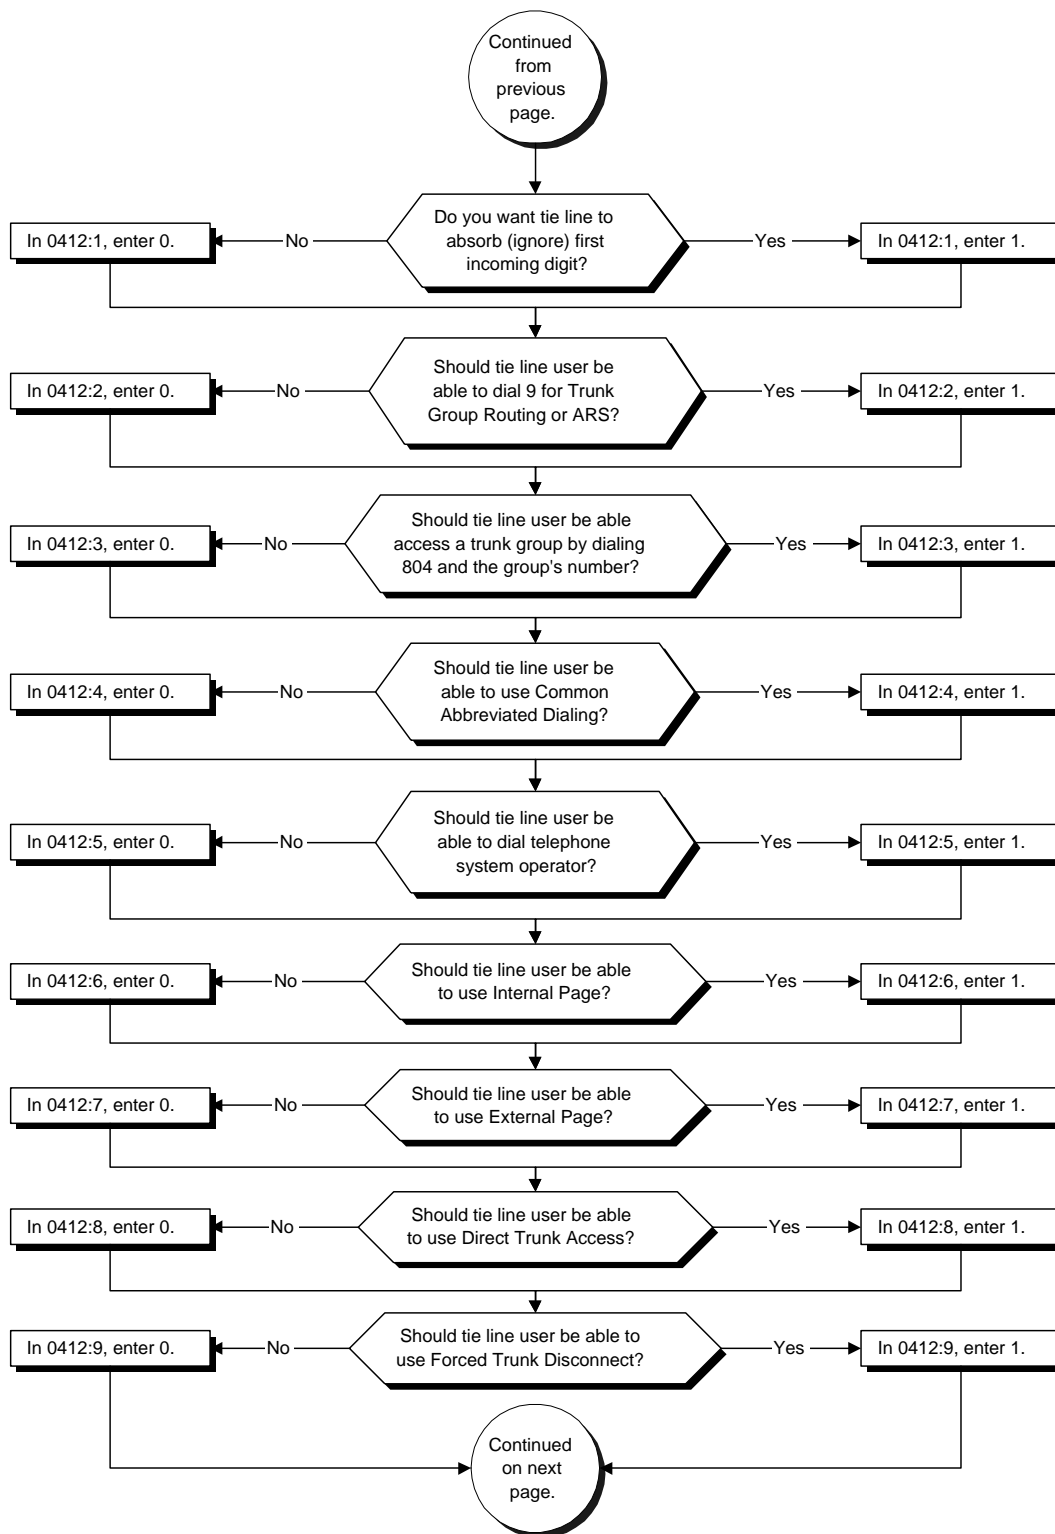 Continued
from
previous
page.
Do you want tie line to
absorb (ignore) first
incoming digit?
In 0412:1, enter 0.
No
Yes
In 0412:1, enter 1.
Should tie line user be
able to dial 9 for Trunk
Group Routing or ARS?
In 0412:2, enter 0.
No
Yes
In 0412:2, enter 1.
Should tie line user be able
access a trunk group by dialing
804 and the group's number?
In 0412:3, enter 0.
No
Yes
In 0412:3, enter 1.
Should tie line user be
able to use Common
Abbreviated Dialing?
In 0412:4, enter 0.
No
Yes
In 0412:4, enter 1.
Should tie line user be
able to dial telephone
system operator?
In 0412:5, enter 0.
No
Yes
In 0412:5, enter 1.
Should tie line user be able
to use Internal Page?
In 0412:6, enter 0.
No
Yes
In 0412:6, enter 1.
Should tie line user be able
to use External Page?
In 0412:7, enter 0.
No
Yes
In 0412:7, enter 1.
Should tie line user be able
to use Direct Trunk Access?
In 0412:8, enter 0.
No
Yes
In 0412:8, enter 1.
Should tie line user be able to
use Forced Trunk Disconnect?
In 0412:9, enter 0.
No
Yes
In 0412:9, enter 1.
Continued
on next
page.